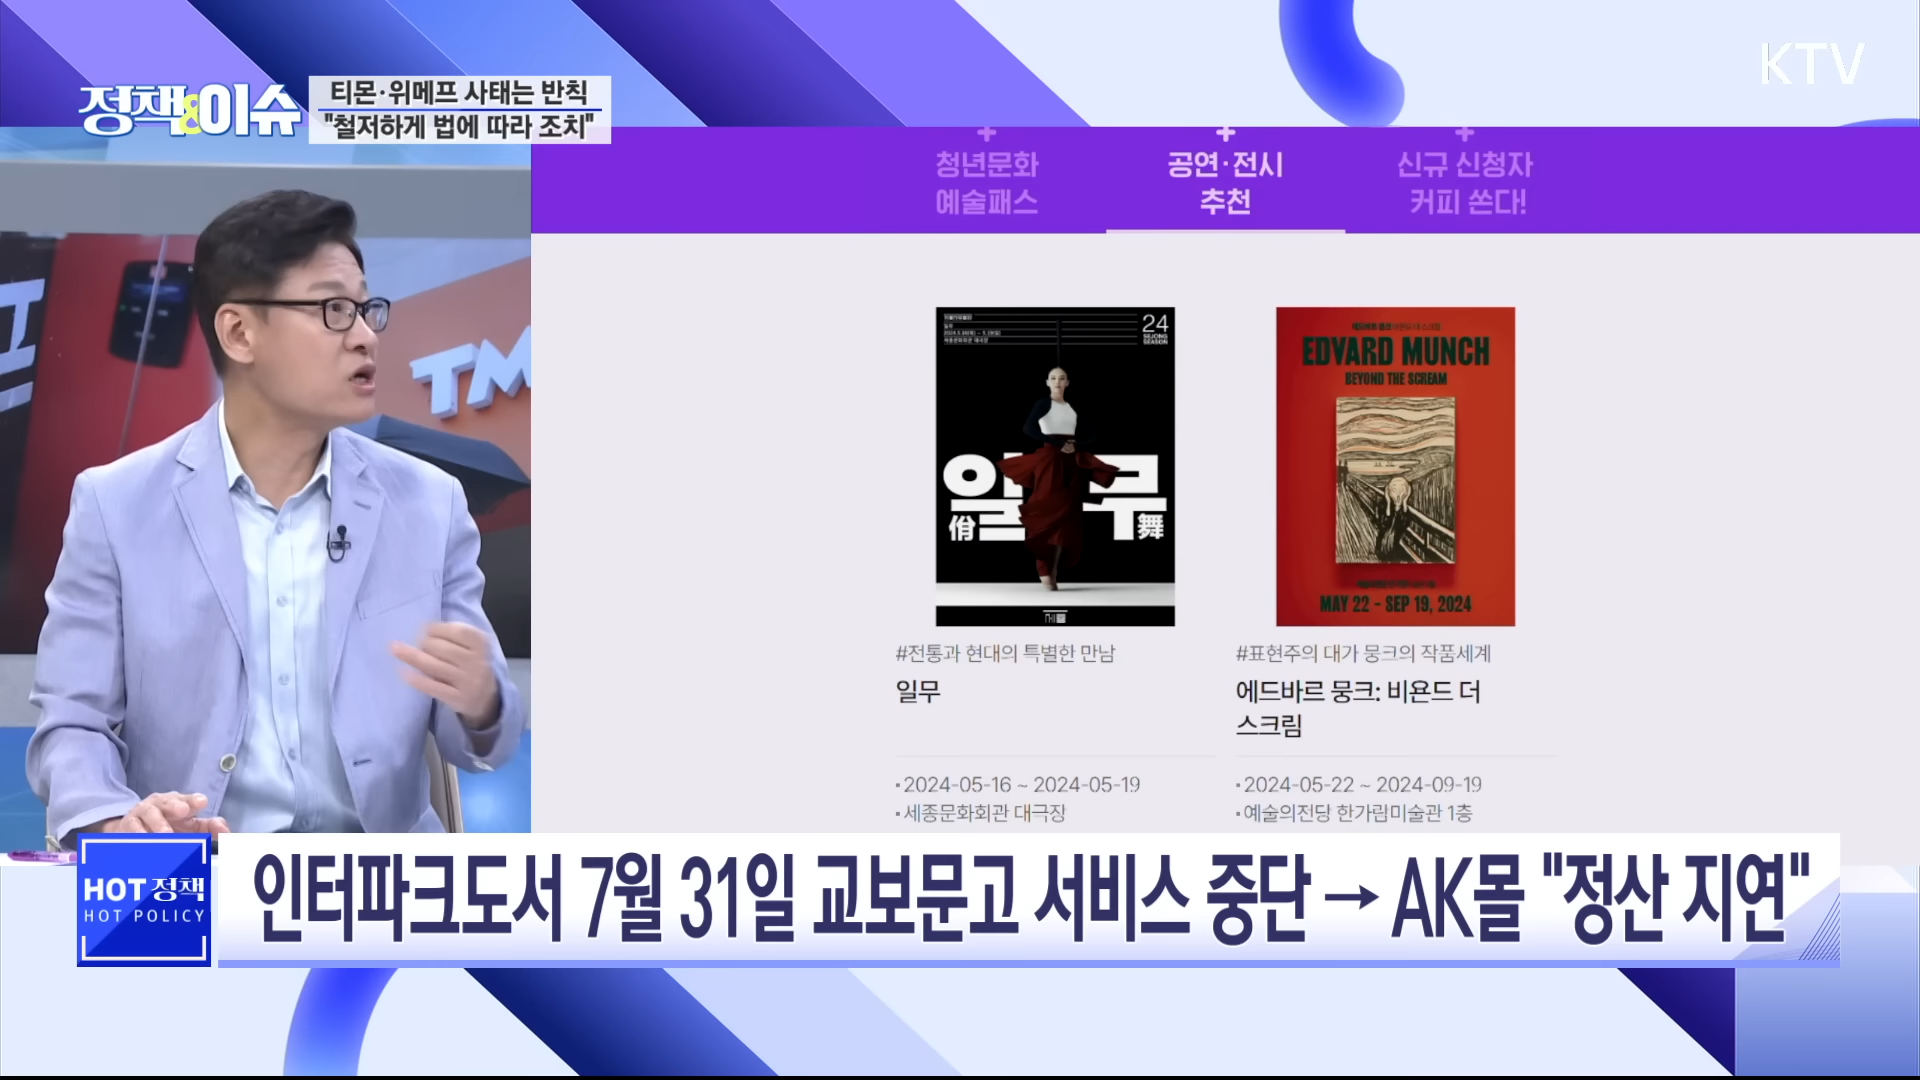 KTV
정책&이슈
티몬·위메프 사태는 반칙
"철저하게 법에 따라 조치"
청년문화
예술패스
공연·전시
추천
신규 신청자
커피 쏜다!
TM
24
SEJONG
SEASON
일무
佾 舞
EDVARD MUNCH
BEYOND THE SCREAM
MAY 22 - SEP 19, 2024
#전통과 현대의 특별한 만남
일무
2024-05-16 ~ 2024-05-19
세종문화회관 대극장
#표현주의 대가 뭉크의 작품세계
에드바르 뭉크: 비욘드 더
스크림
2024-05-22 ~ 2024-09-19
예술의전당 한가람미술관 1층
HOT 정책
HOT POLICY
인터파크도서 7월 31일 교보문고 서비스 중단 → AK몰 "정산 지연"